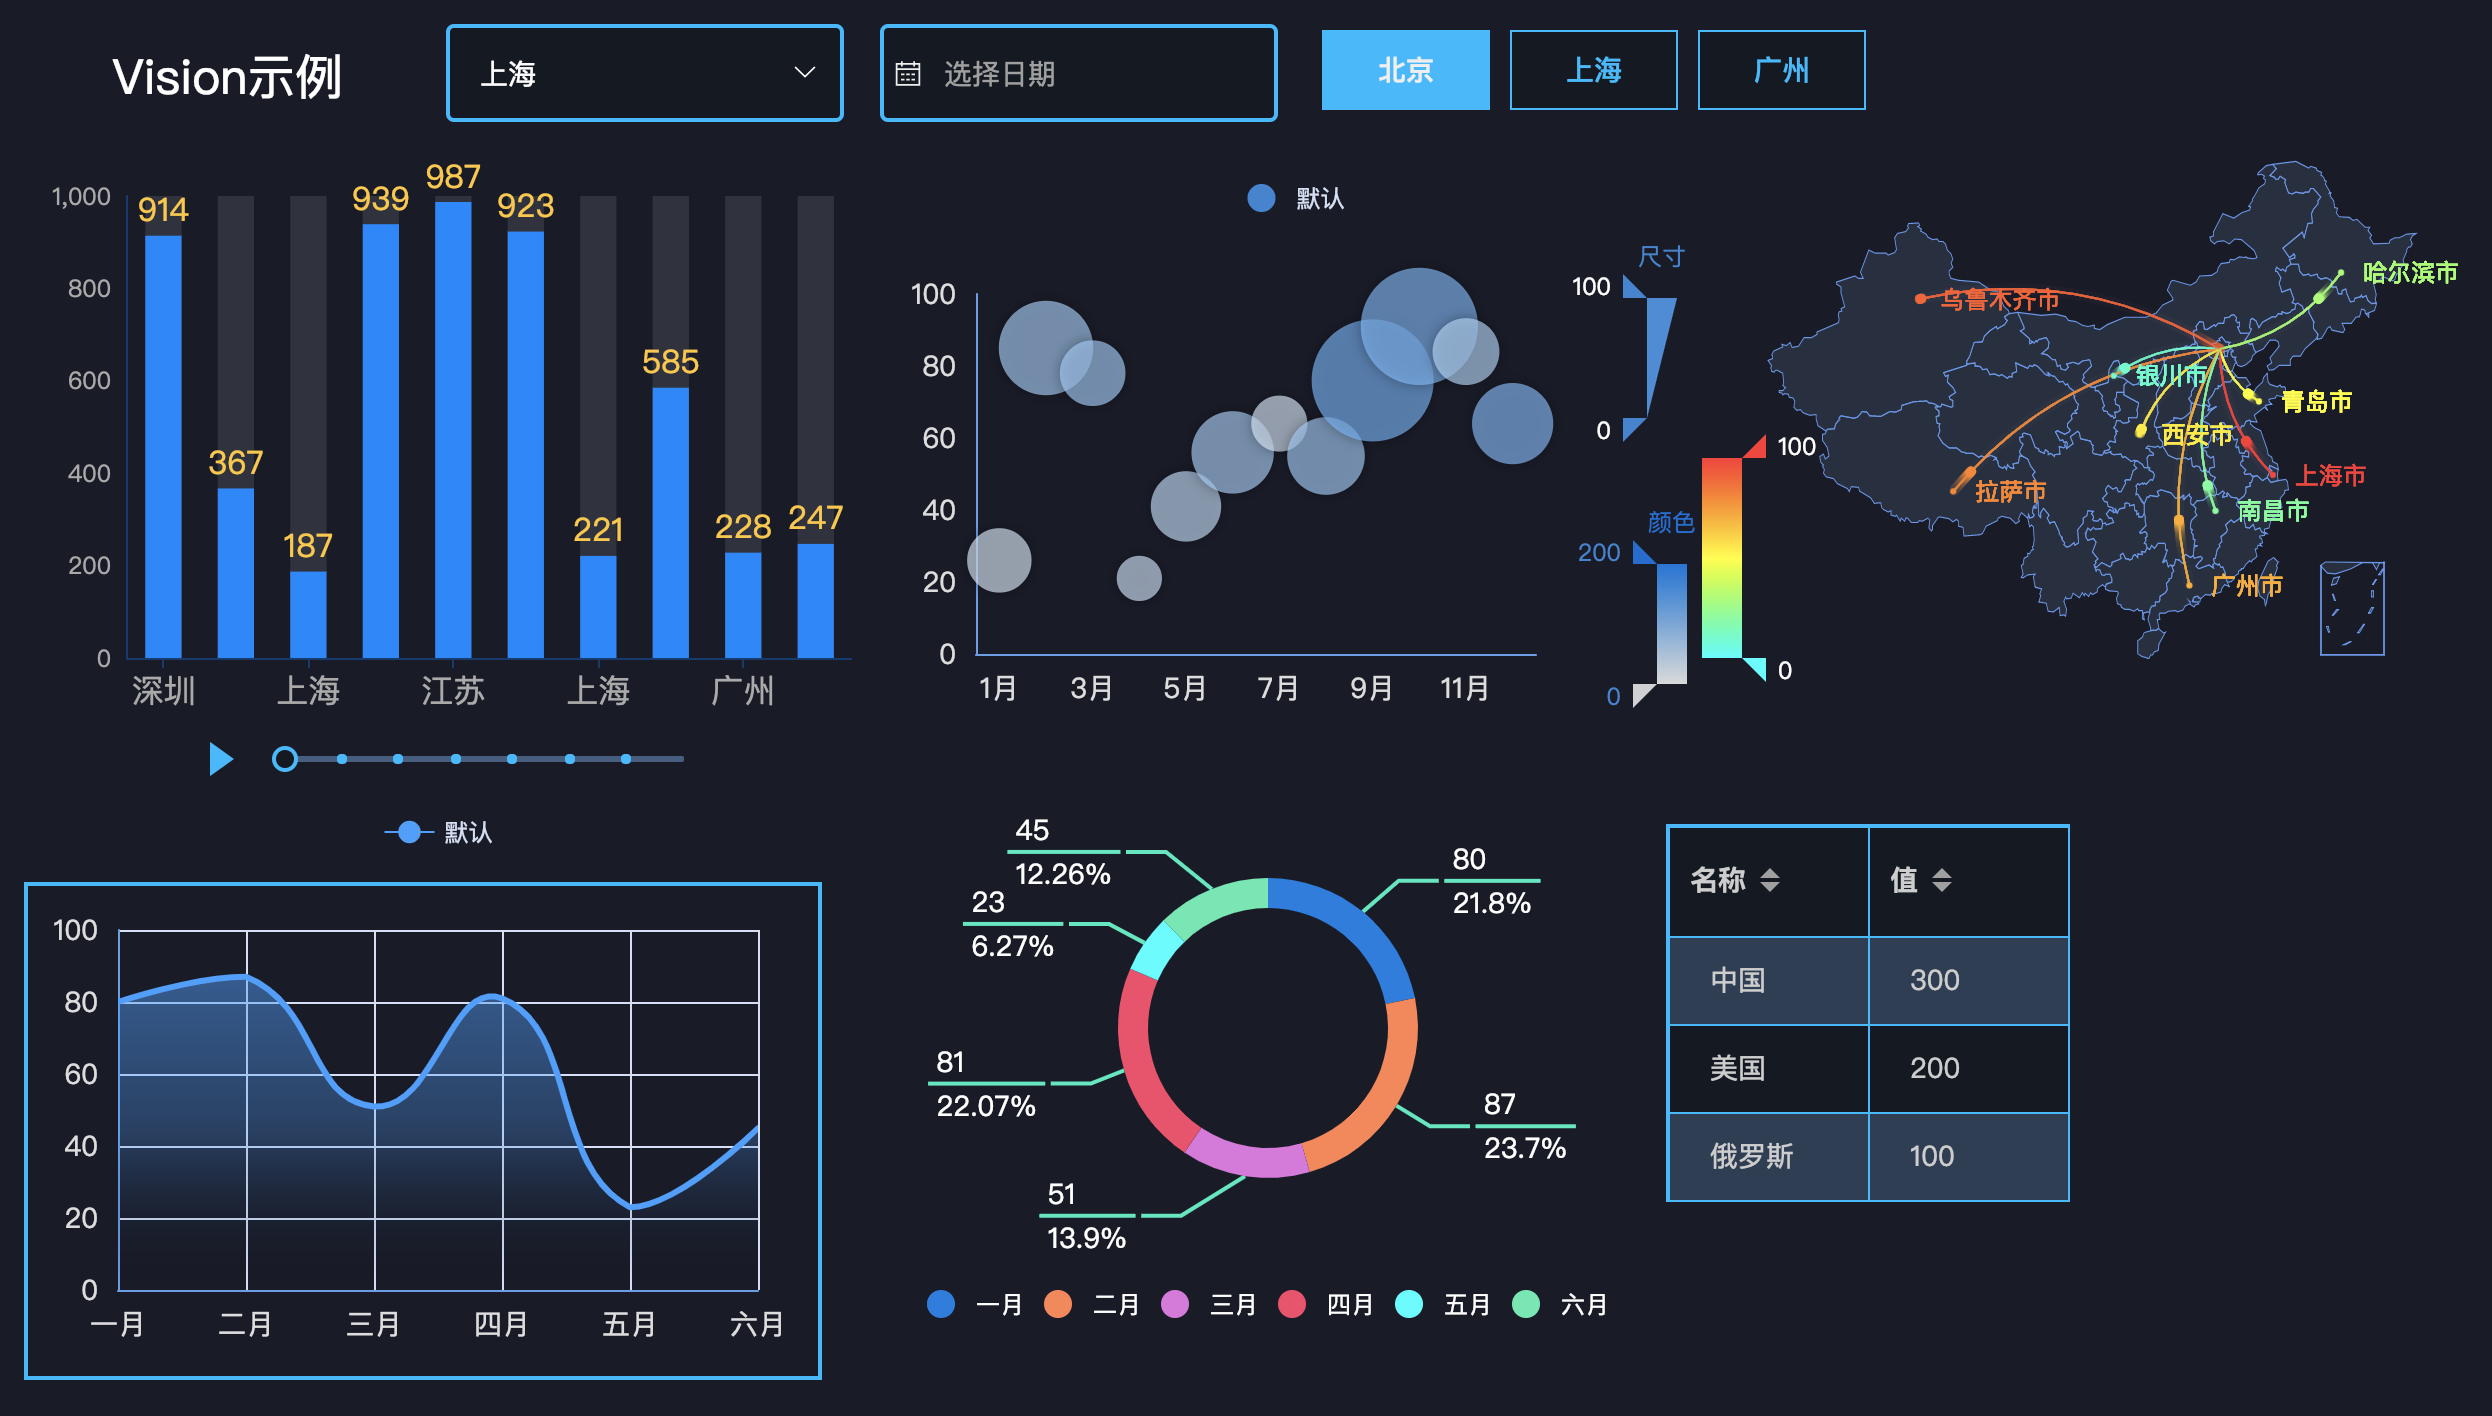 Vision示例
上海
选择日期
北京
上海
广州
1,000
800
600
400
200
0
914
367
187
939
987
923
221
585
228
247
深圳
上海
江苏
上海
广州
默认
100
80
60
40
20
0
1月
3月
5月
7月
9月
11月
尺寸
100
0
颜色
200
0
100
0
乌鲁木齐市
哈尔滨市
银川市
青岛市
西安市
上海市
拉萨市
南昌市
广州市
默认
100
80
60
40
20
0
一月
二月
三月
四月
五月
六月
45
12.26%
80
21.8%
23
6.27%
81
22.07%
87
23.7%
51
13.9%
一月
二月
三月
四月
五月
六月
名称
值
中国
300
美国
200
俄罗斯
100